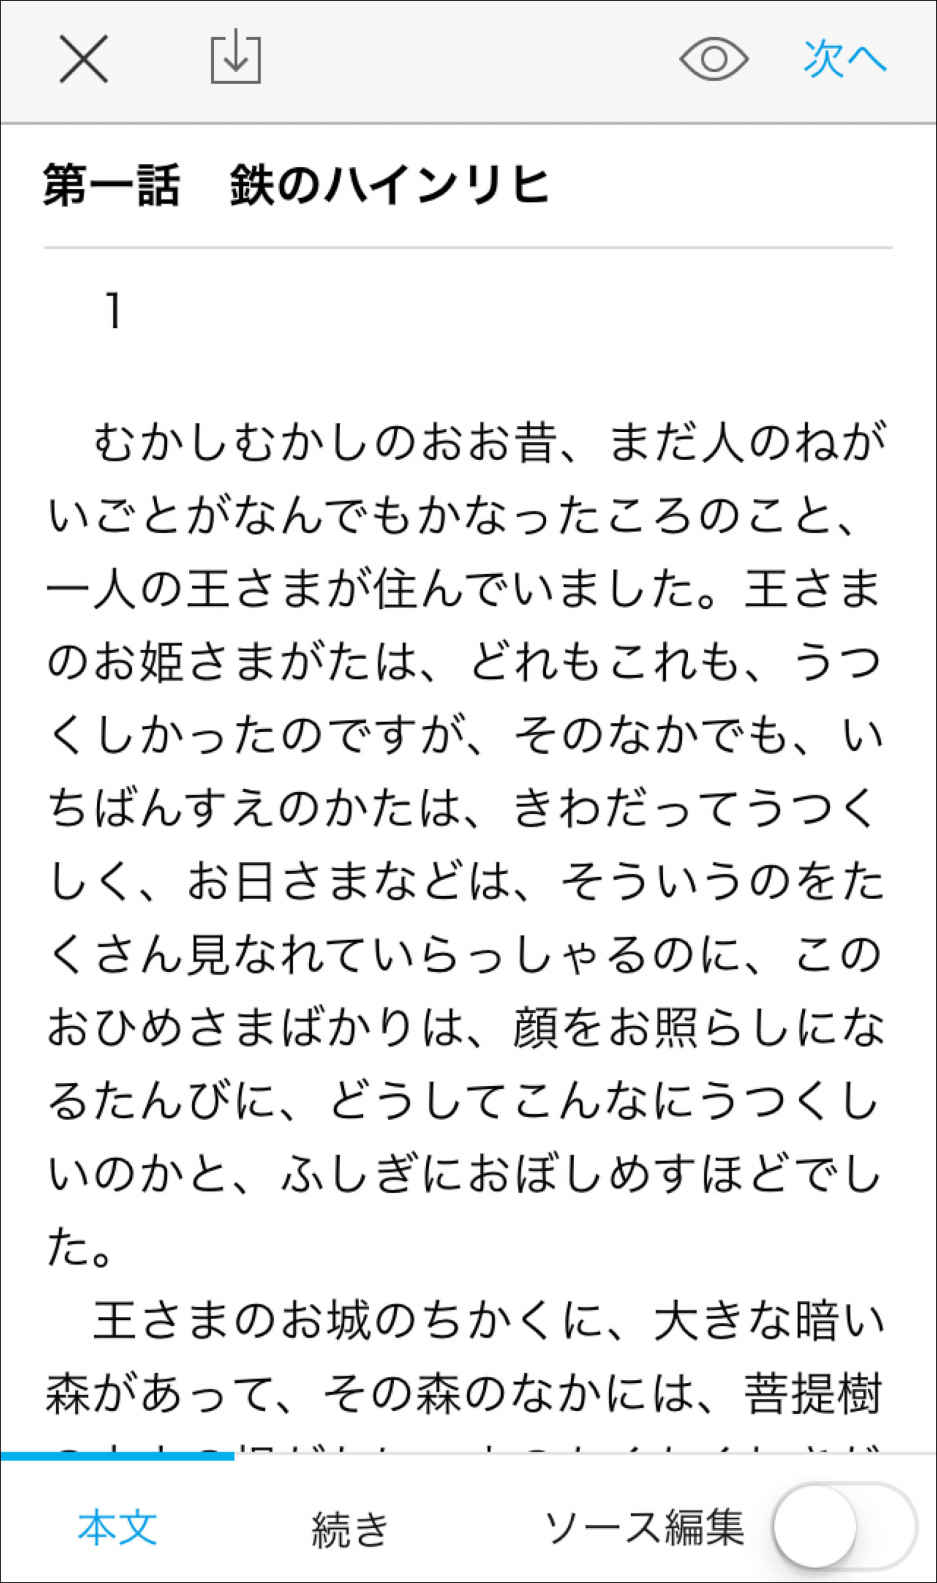 次へ
第一話　鉄のハインリヒ
1
むかしむかしのおお昔、まだ人のねが
いごとがなんでもかなったころのこと、
一人の王さまが住んでいました。王さま
のお姫さまがたは、どれもこれも、うつ
くしかったのですが、そのなかでも、い
ちばんすえのかたは、きわだってうつく
しく、お日さまなどは、そういうのをた
くさん見なれていらっしゃるのに、この
おひめさまばかりは、顔をお照らしにな
るたんびに、どうしてこんなにうつくし
いのかと、ふしぎにおぼしめすほどでし
た。
王さまのお城のちかくに、大きな暗い
森があって、その森のなかには、菩提樹
本文
続き
ソース編集